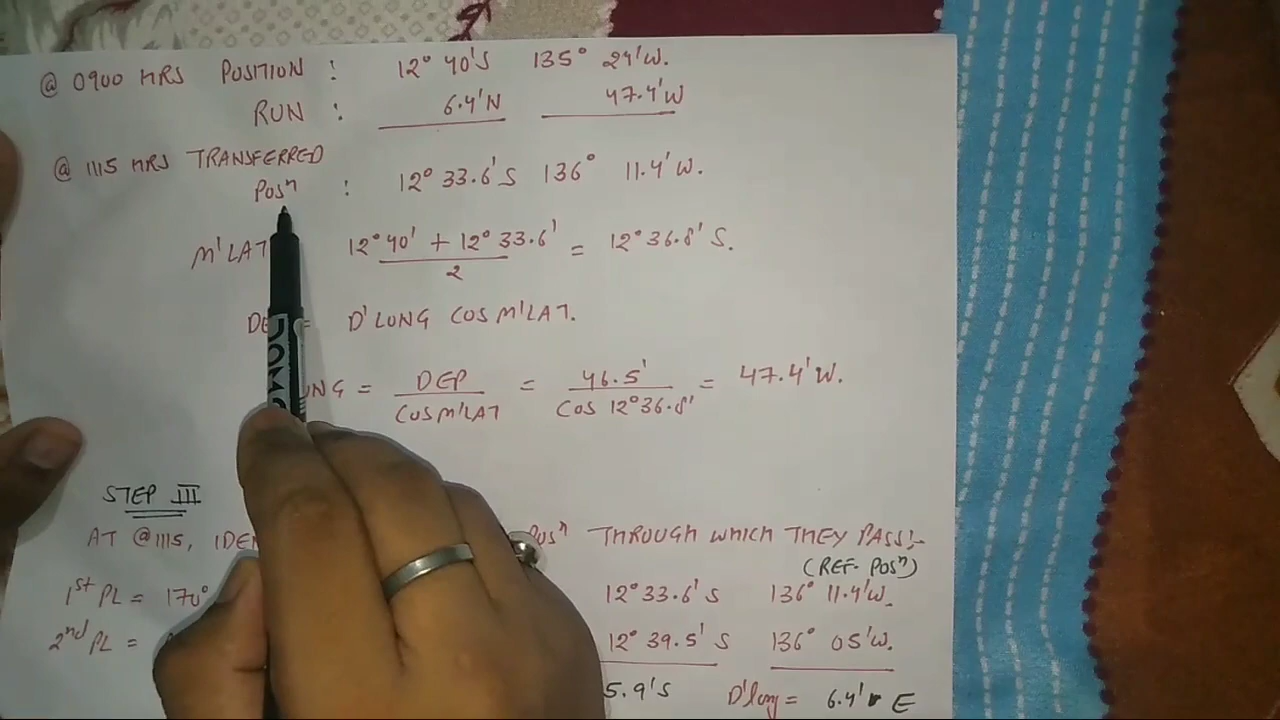 @ 0900 HRS POSITION : 12° 40'S 135° 24'W.
RUN : 6.4'N 47.4'W
@ 1115 HRS TRANSFERRED
POSⁿ : 12° 33.6'S 136° 11.4'W.
M'LAT 12°40' + 12°33.6' = 12°36.8' S.
2
= D'LONG COS M'LAT.
= DEP = 46.5' = 47.4'W.
COSM'LAT COS 12°36.8'
STEP III
AT @1115, POSⁿ THROUGH WHICH THEY PASS:-
(REF. POSⁿ)
1st PL = 170° 12°33.6'S 136° 11.4'W.
2nd PL = 12° 39.5' S 136° 05'W.
5.9'S D'long = 6.4' E